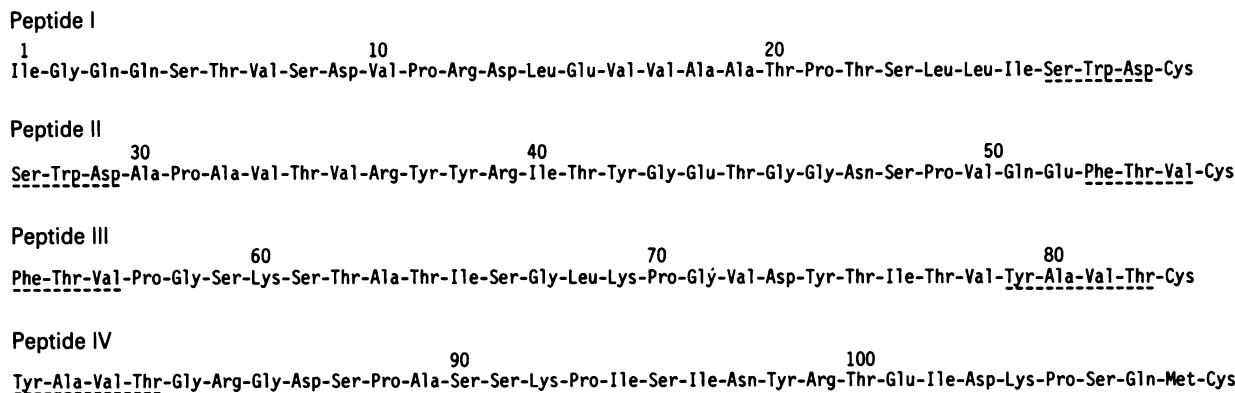 Peptide I
1 10 20
Ile-Gly-Gln-Gln-Ser-Thr-Val-Ser-Asp-Val-Pro-Arg-Asp-Leu-Glu-Val-Val-Ala-Ala-Thr-Pro-Thr-Ser-Leu-Leu-Ile-Ser-Trp-Asp-Cys
Peptide II
30 40 50
Ser-Trp-Asp-Ala-Pro-Ala-Val-Thr-Val-Arg-Tyr-Tyr-Arg-Ile-Thr-Tyr-Gly-Glu-Thr-Gly-Gly-Asn-Ser-Pro-Val-Gln-Glu-Phe-Thr-Val-Cys
Peptide III
60 70 80
Phe-Thr-Val-Pro-Gly-Ser-Lys-Ser-Thr-Ala-Thr-Ile-Ser-Gly-Leu-Lys-Pro-Gly-Val-Asp-Tyr-Thr-Ile-Thr-Val-Tyr-Ala-Val-Thr-Cys
Peptide IV
90 100
Tyr-Ala-Val-Thr-Gly-Arg-Gly-Asp-Ser-Pro-Ala-Ser-Ser-Lys-Pro-Ile-Ser-Ile-Asn-Tyr-Arg-Thr-Glu-Ile-Asp-Lys-Pro-Ser-Gln-Met-Cys